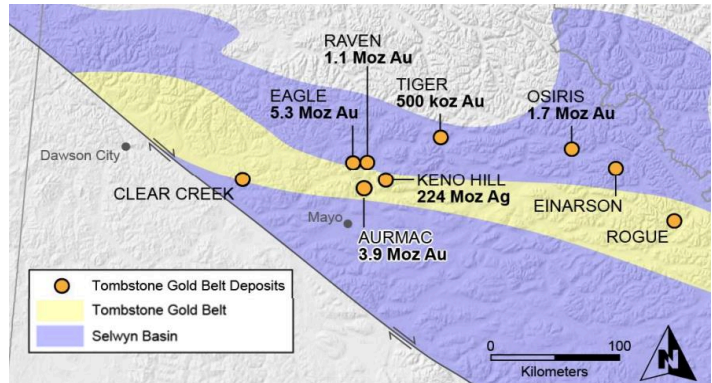 RAVEN
1.1 Moz Au
TIGER
500 koz Au
EAGLE
5.3 Moz Au
OSIRIS
1.7 Moz Au
Dawson City
CLEAR CREEK
KENO HILL
224 Moz Ag
EINARSON
Mayo
AURMAC
3.9 Moz Au
ROGUE
Tombstone Gold Belt Deposits
Tombstone Gold Belt
Selwyn Basin
0 100
Kilometers
N